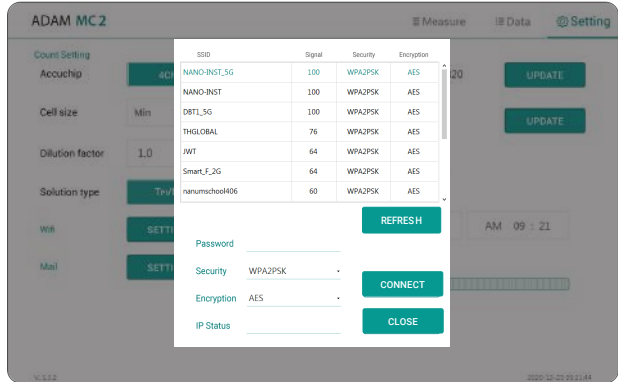 ADAM MC2
Measure Data Setting
Count Setting
Accuchip 20 UPDATE
Cell size Min UPDATE
Dilution factor 1.0
Solution type
Wifi
Mail
AM 09 : 21
SSID Signal Security Encryption
NANO-INST_5G 100 WPA2PSK AES
NANO-INST 100 WPA2PSK AES
DBT1_5G 100 WPA2PSK AES
THGLOBAL 76 WPA2PSK AES
JWT 64 WPA2PSK AES
Smart_F_2G 64 WPA2PSK AES
nanumschool406 60 WPA2PSK AES
REFRESH
Password
Security WPA2PSK
CONNECT
Encryption AES
IP Status
CLOSE